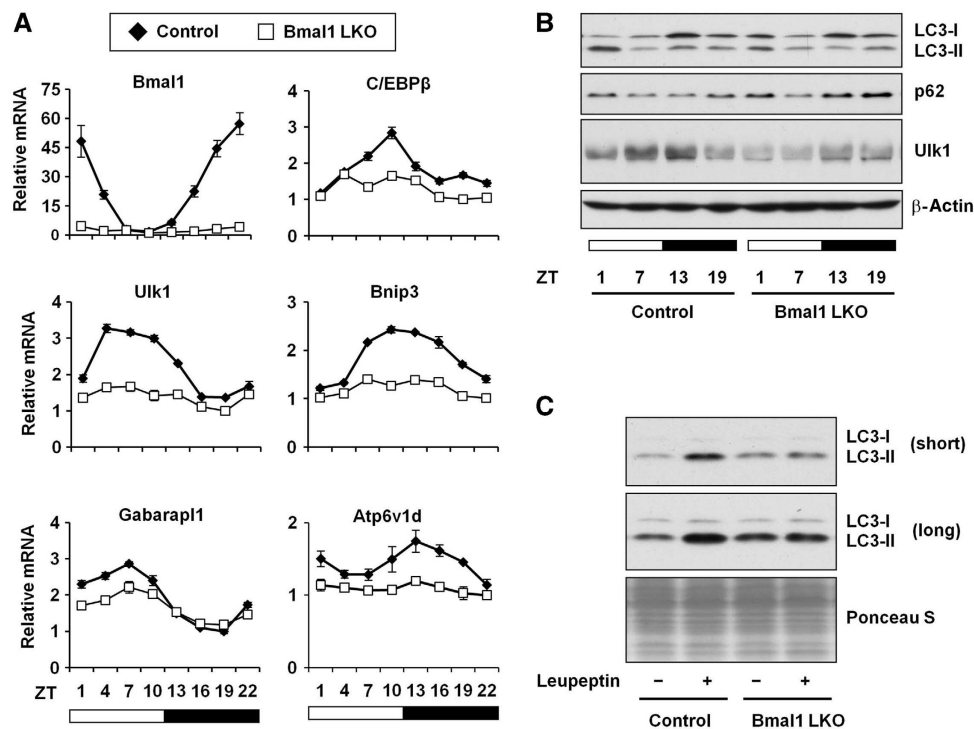 A
Control
Bmal1 LKO
Bmal1
Relative mRNA
75
60
45
30
15
0
C/EBPβ
4
3
2
1
0
Ulk1
Relative mRNA
4
3
2
1
0
Bnip3
3
2
1
0
Gabarapl1
Relative mRNA
4
3
2
1
0
Atp6v1d
2
1
0
ZT 1 4 7 10 13 16 19 22
1 4 7 10 13 16 19 22
B
LC3-I
LC3-II
p62
Ulk1
β-Actin
ZT 1 7 13 19 1 7 13 19
Control Bmal1 LKO
C
LC3-I
LC3-II
(short)
LC3-I
LC3-II
(long)
Ponceau S
Leupeptin − + − +
Control Bmal1 LKO